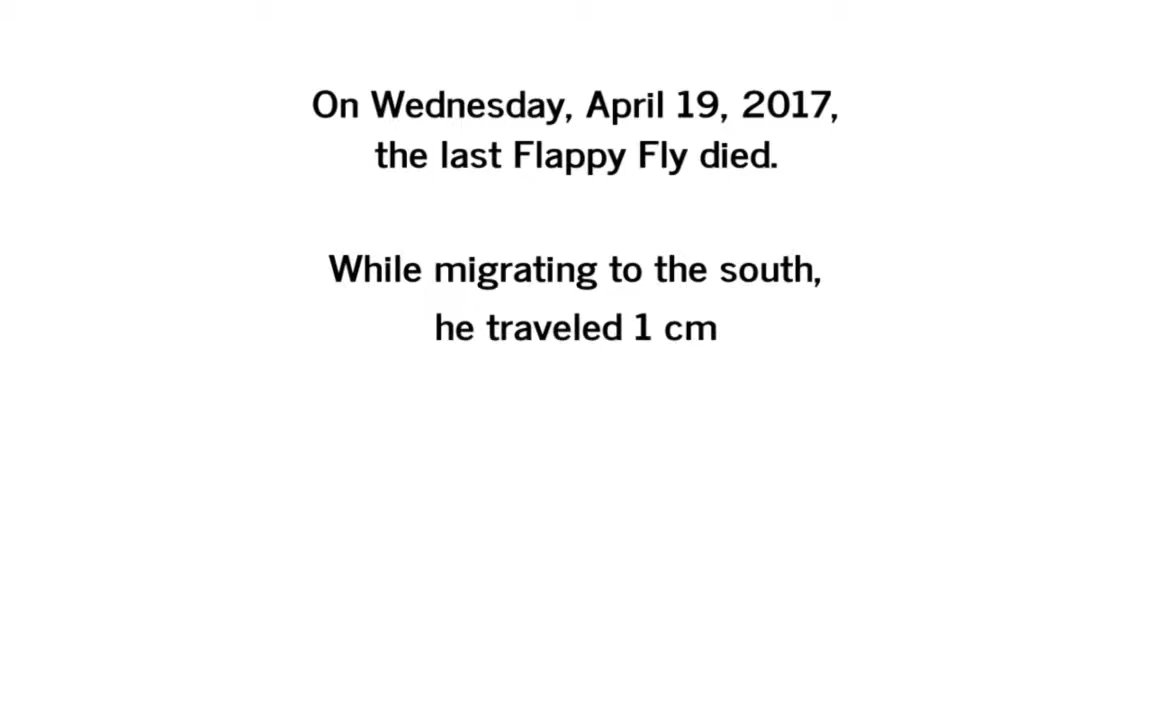 On Wednesday, April 19, 2017,
the last Flappy Fly died.
While migrating to the south,
he traveled 1 cm